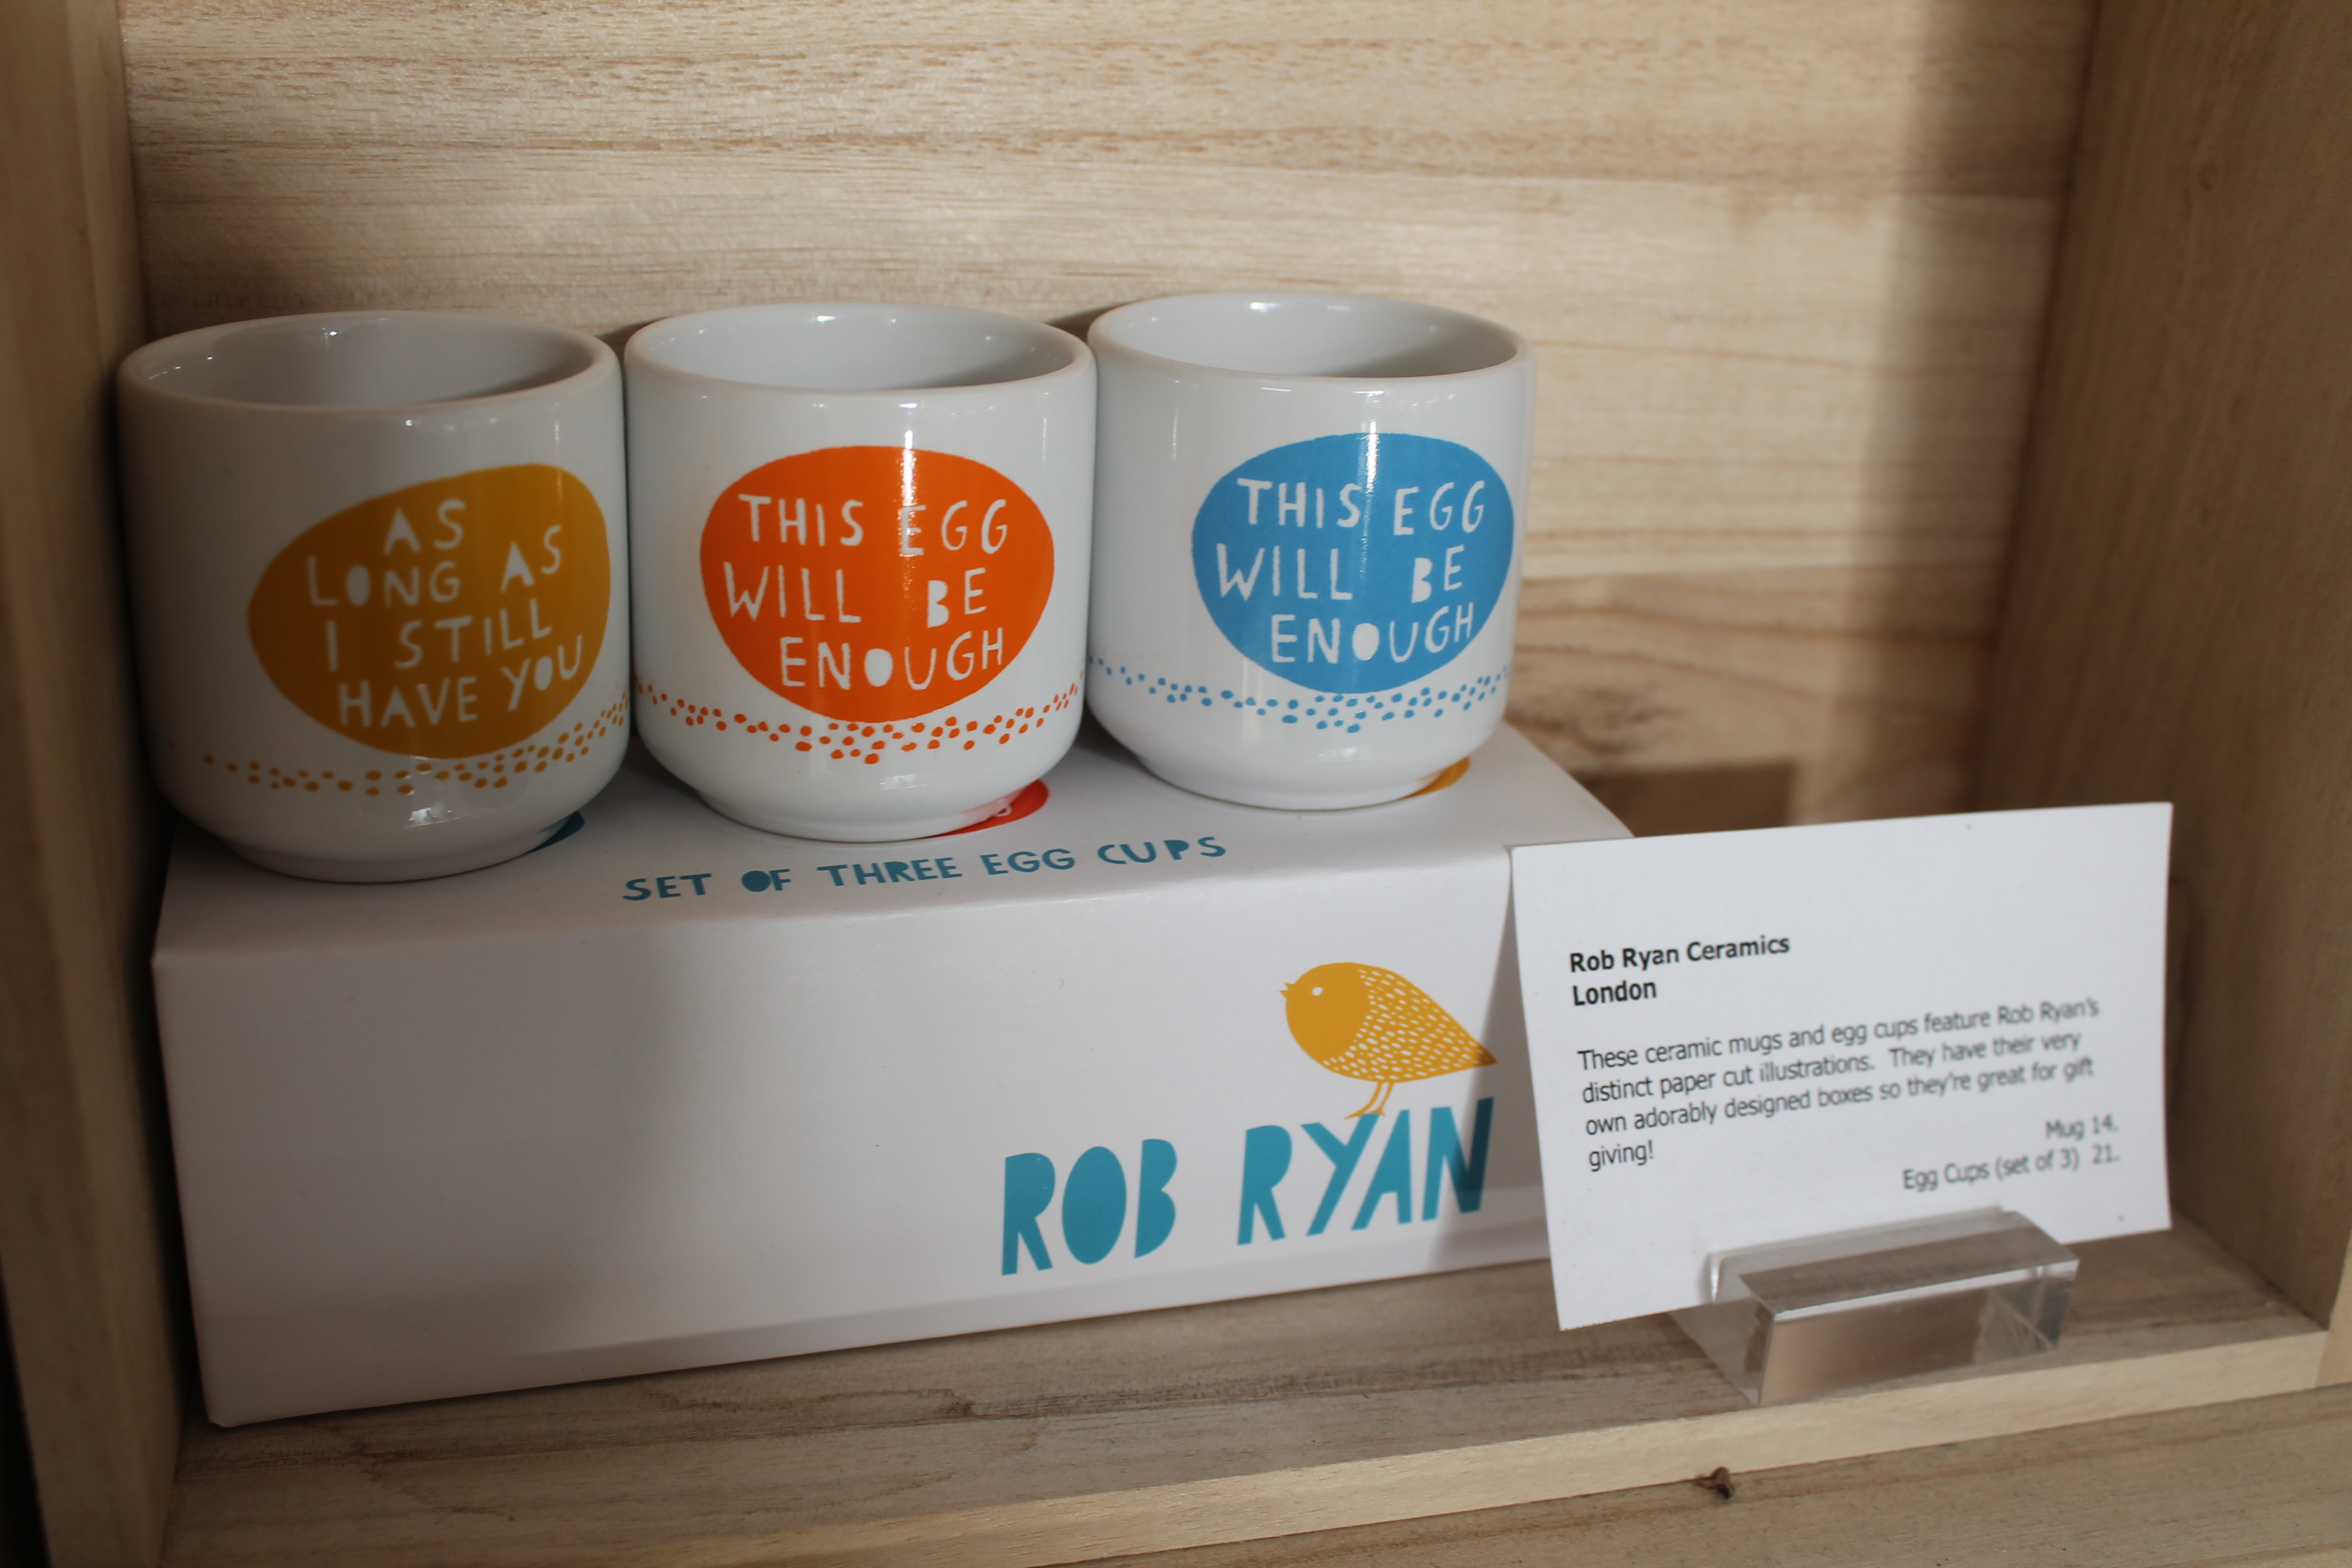 AS
LONG AS
I STILL
HAVE YOU
THIS EGG
WILL BE
ENOUGH
THIS EGG
WILL BE
ENOUGH
SET OF THREE EGG CUPS
ROB RYAN
Rob Ryan Ceramics
London
These ceramic mugs and egg cups feature Rob Ryan's
distinct paper cut illustrations. They have their very
own adorably designed boxes so they're great for gift
giving!
Mug 14.
Egg Cups (set of 3) 21.